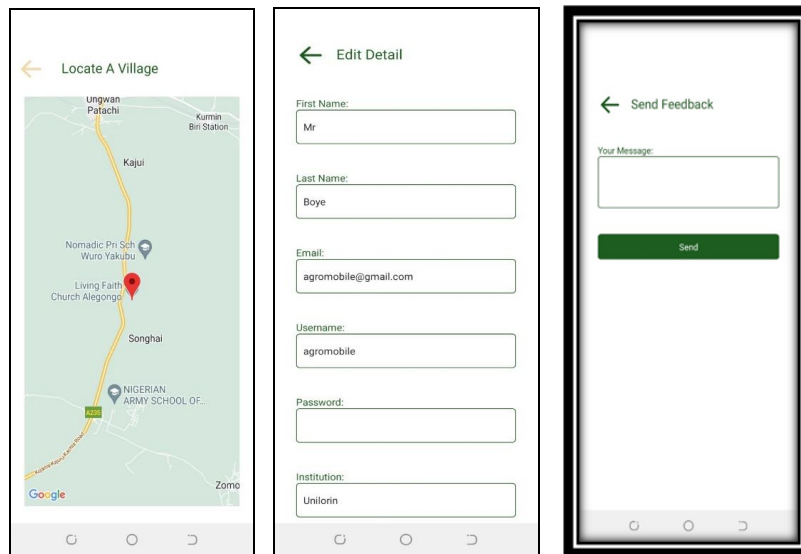 Locate A Village
Ungwan
Patachi
Kurmin
Biri Station
Kajui
Nomadic Pri Sch
Wuro Yakubu
Living Faith
Church Alegongo
Songhai
NIGERIAN
ARMY SCHOOL OF...
A235
Zomo
Google
Edit Detail
First Name:
Mr
Last Name:
Boye
Email:
agromobile@gmail.com
Username:
agromobile
Password:
Institution:
Unilorin
Send Feedback
Your Message:
Send